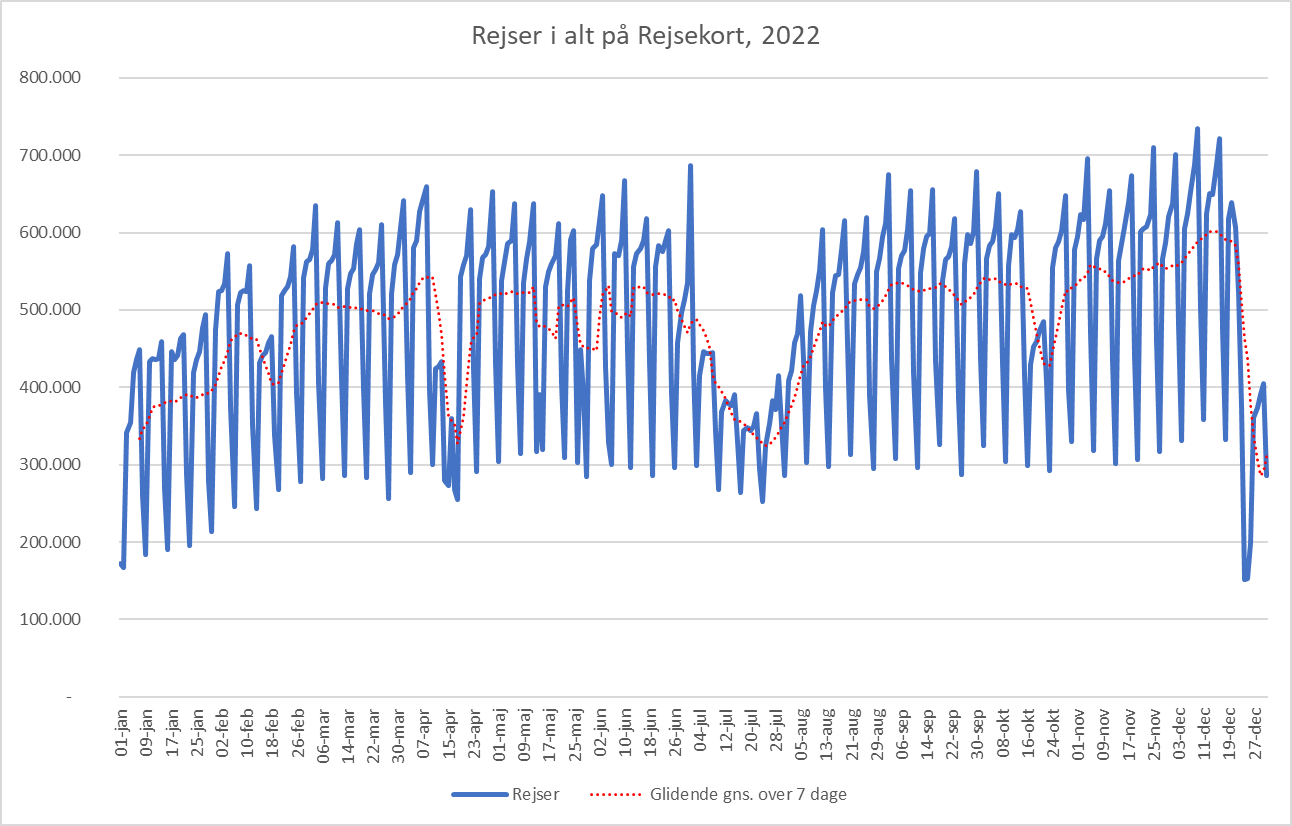 Rejser i alt på Rejsekort, 2022
800.000
700.000
600.000
500.000
400.000
300.000
200.000
100.000
-
01-jan
09-jan
17-jan
25-jan
02-feb
10-feb
18-feb
26-feb
06-mar
14-mar
22-mar
30-mar
07-apr
15-apr
23-apr
01-maj
09-maj
17-maj
25-maj
02-jun
10-jun
18-jun
26-jun
04-jul
12-jul
20-jul
28-jul
05-aug
13-aug
21-aug
29-aug
06-sep
14-sep
22-sep
30-sep
08-okt
16-okt
24-okt
01-nov
09-nov
17-nov
25-nov
03-dec
11-dec
19-dec
27-dec
Rejser
Glidende gns. over 7 dage